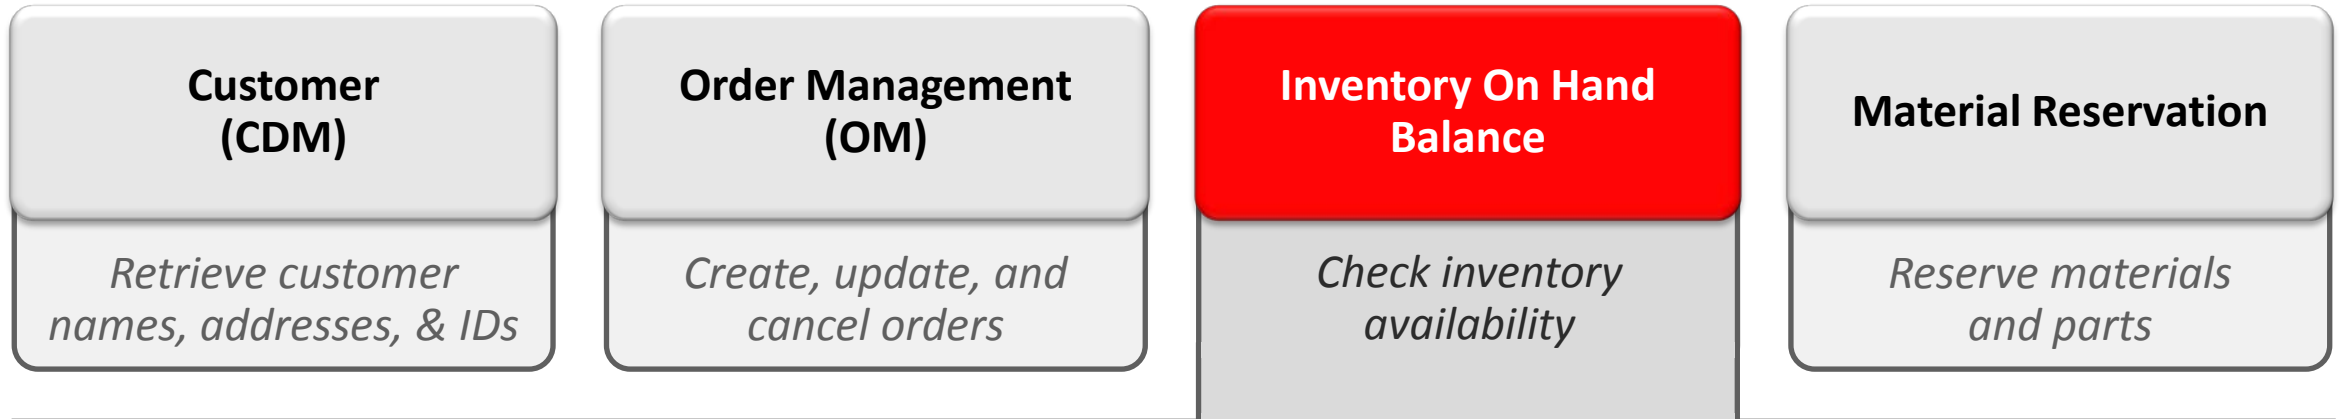 Customer
(CDM)
Retrieve customer
names, addresses, & IDs
Order Management
(OM)
Create, update, and
cancel orders
Inventory On Hand
Balance
Check inventory
availability
Material Reservation
Reserve materials
and parts